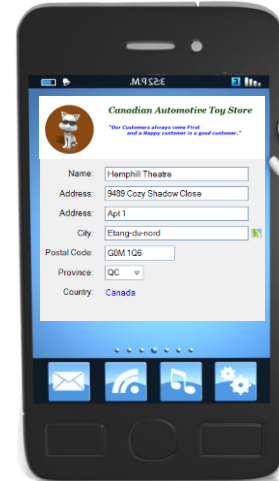 3:52 P.M.
Canadian Automotive Toy Store
"Our Customers always come First
and a Happy customer is a good customer."
Name: Hemphill Theatre
Address: 9489 Cozy Shadow Close
Address: Apt 1
City: Etang-du-nord
Postal Code: G0M 1Q6
Province: QC
Country: Canada